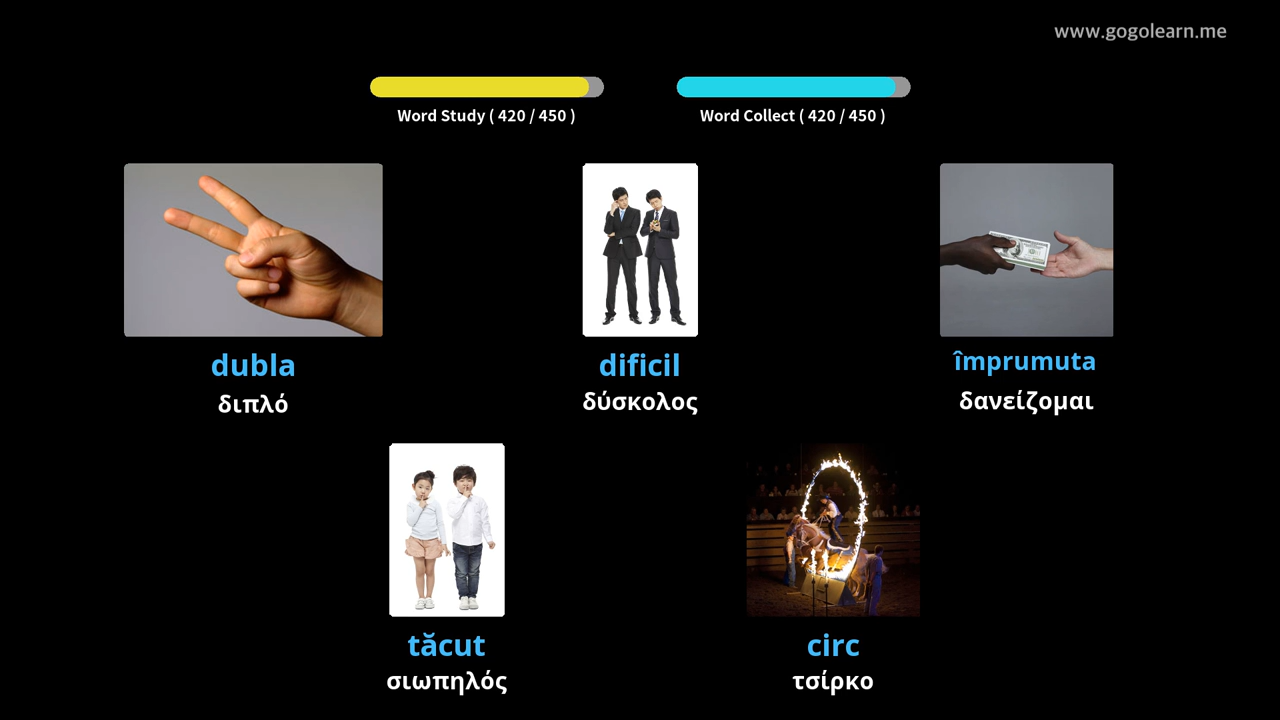 www.gogolearn.me
Word Study ( 420 / 450 )
Word Collect ( 420 / 450 )
dubla
διπλό
dificil
δύσκολος
împrumuta
δανείζομαι
tăcut
σιωπηλός
circ
τσίρκο